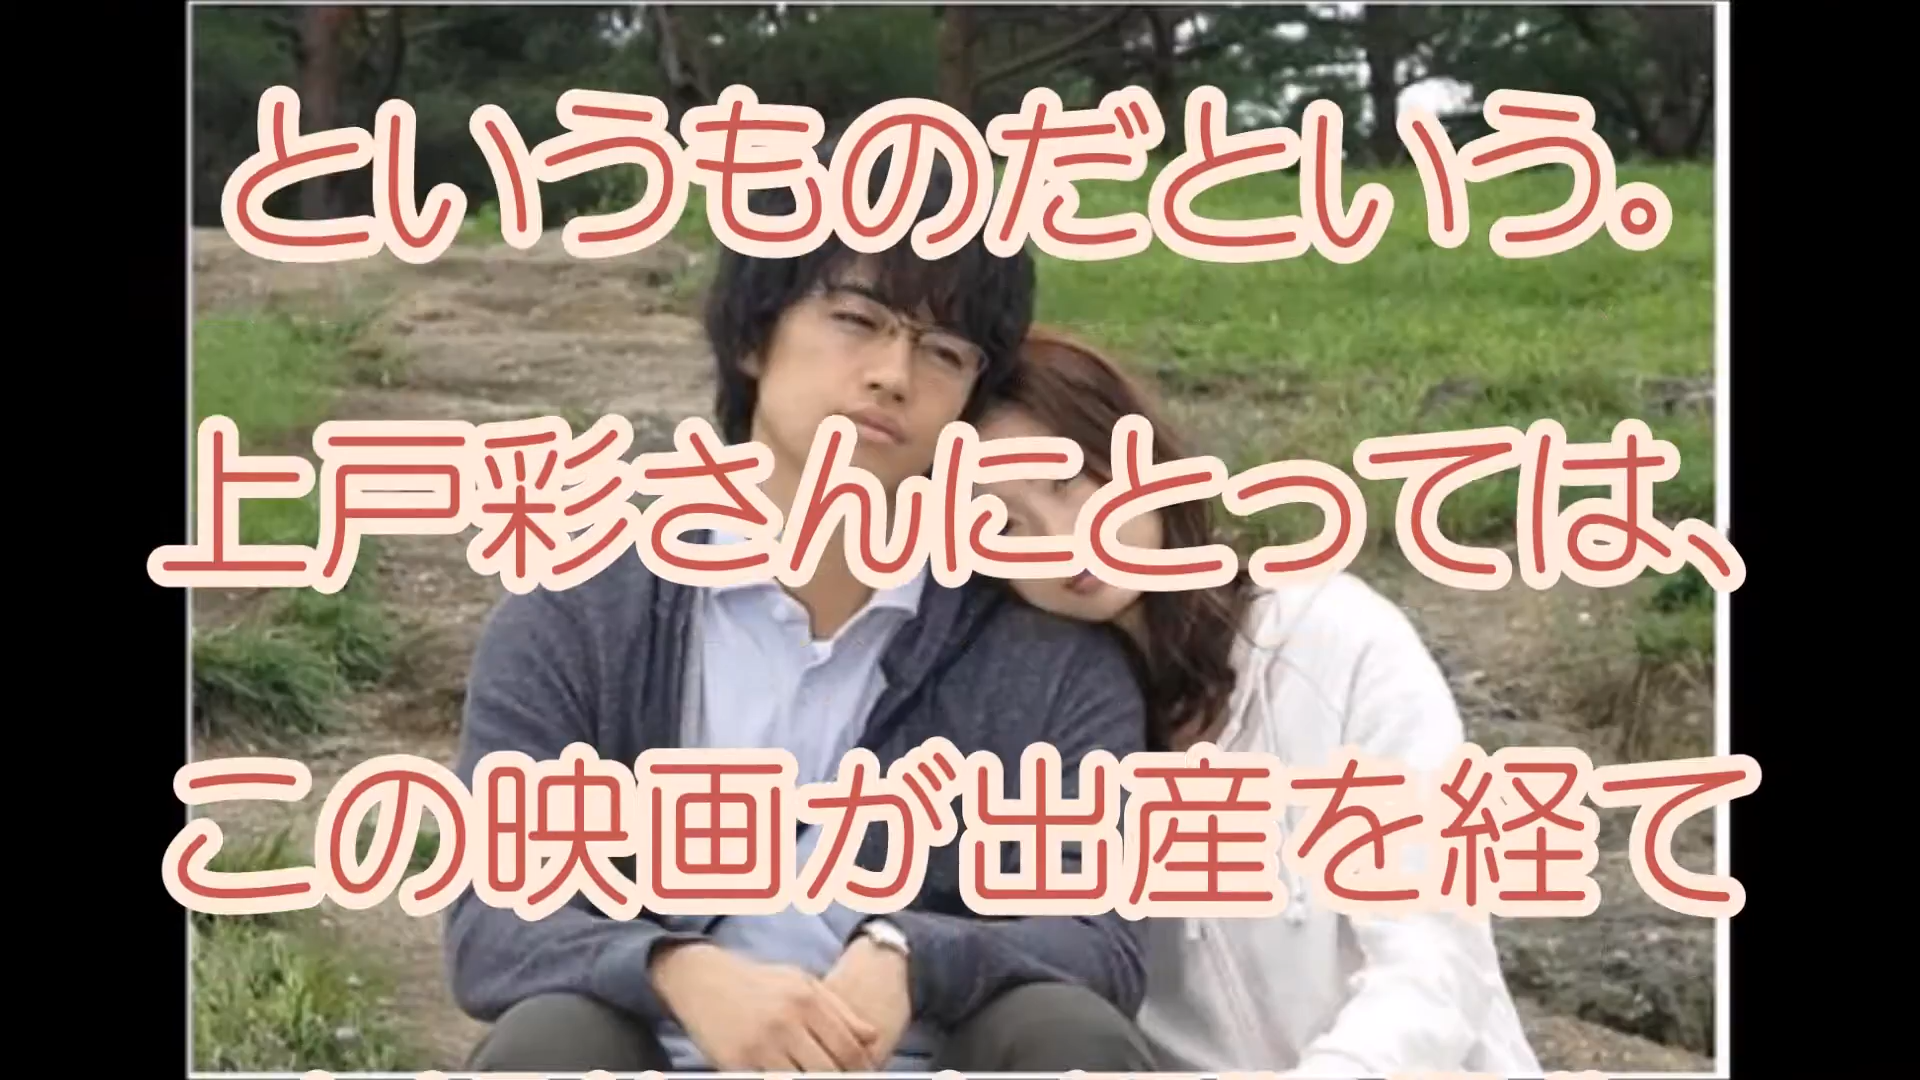 というものだという。
上戸彩さんにとっては、
この映画が出産を経て